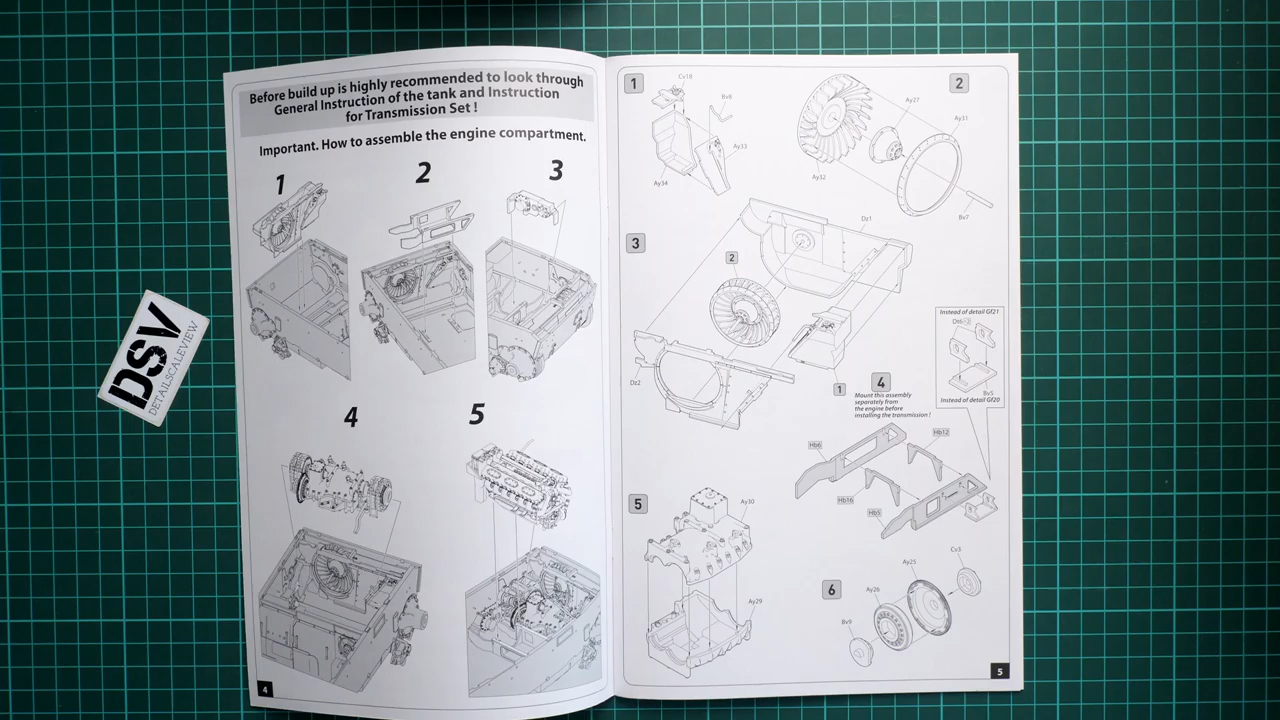 Before build up is highly recommended to look through
General Instruction of the tank and Instruction
for Transmission Set !
Important. How to assemble the engine compartment.
1
2
3
4
5
4
DSV
DETAILSCALEVIEW
1
Cv18
Bv8
Ay33
Ay34
2
Ay27
Ay31
Ay32
Bv7
3
Dz1
2
Dz2
1
4
Mount this assembly
separately from
the engine before
installing the transmission !
Instead of detail Gf21
Bv5
Instead of detail Gf20
Hb6
Hb12
Hb16
Hb5
5
Ay30
Ay29
6
Cv3
Ay25
Ay26
Bv9
5